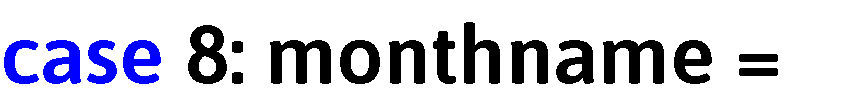 case 8: monthname =